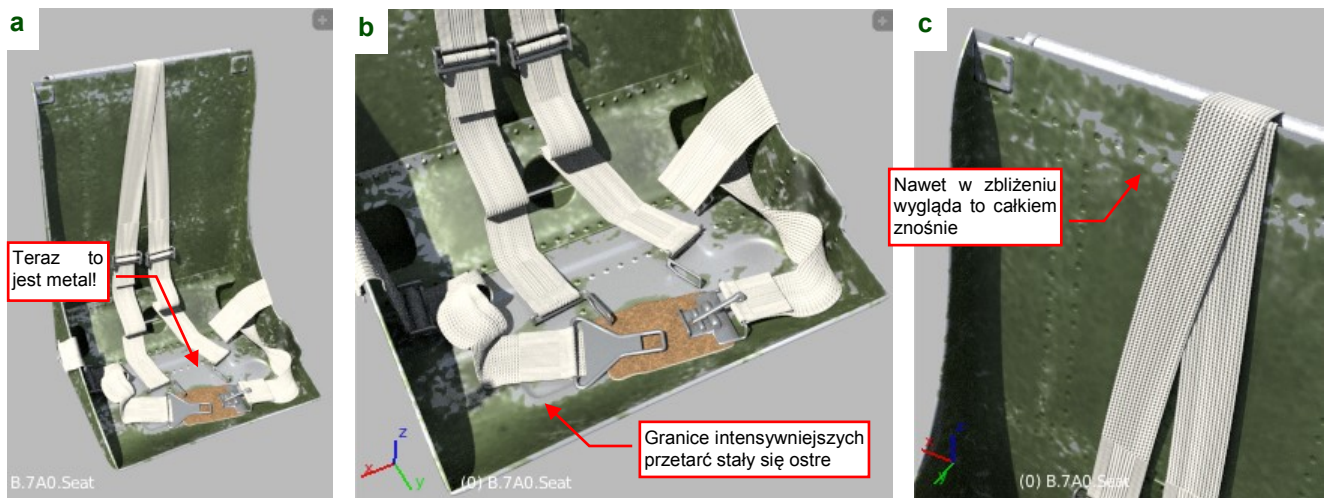 a
b
c
Teraz to
jest metal!
Nawet w zbliżeniu
wygląda to całkiem
znośnie
Granice intensywniejszych
przetarć stały się ostre
z
x
y
B.7A0.Seat
(0) B.7A0.Seat
(0) B.7A0.Seat